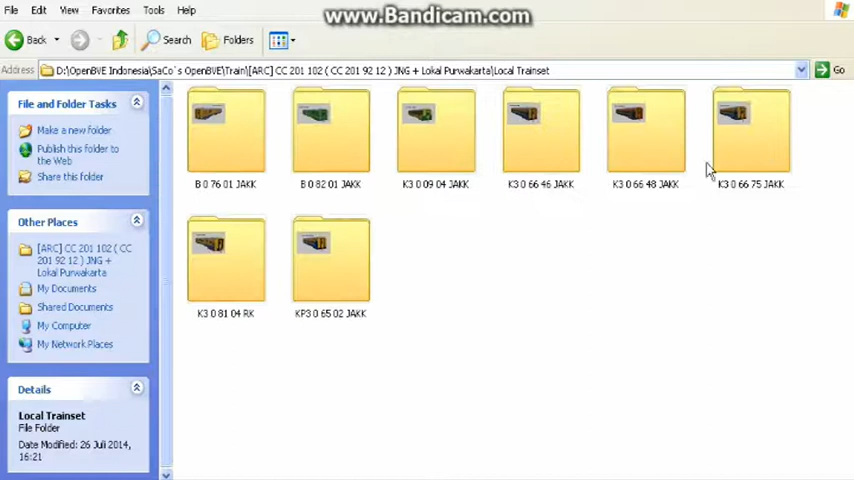 www.Bandicam.com
File Edit View Favorites Tools Help
Back Search Folders
Address D:\OpenBVE Indonesia\SaCo`s OpenBVE\Train\[ARC] CC 201 102 ( CC 201 92 12 ) JNG + Lokal Purwakarta\Local Trainset Go
File and Folder Tasks
Make a new folder
Publish this folder to
the Web
Share this folder
B 0 76 01 JAKK K3 0 82 01 JAKK K3 0 09 04 JAKK K3 0 66 46 JAKK K3 0 66 48 JAKK K3 0 66 75 JAKK
Other Places
[ARC] CC 201 102 ( CC
201 92 12 ) JNG +
Lokal Purwakarta
My Documents
Shared Documents
My Computer
My Network Places
K3 0 81 04 RK KP3 0 65 02 JAKK
Details
Local Trainset
File Folder
Date Modified: 26 Juli 2014,
16:21